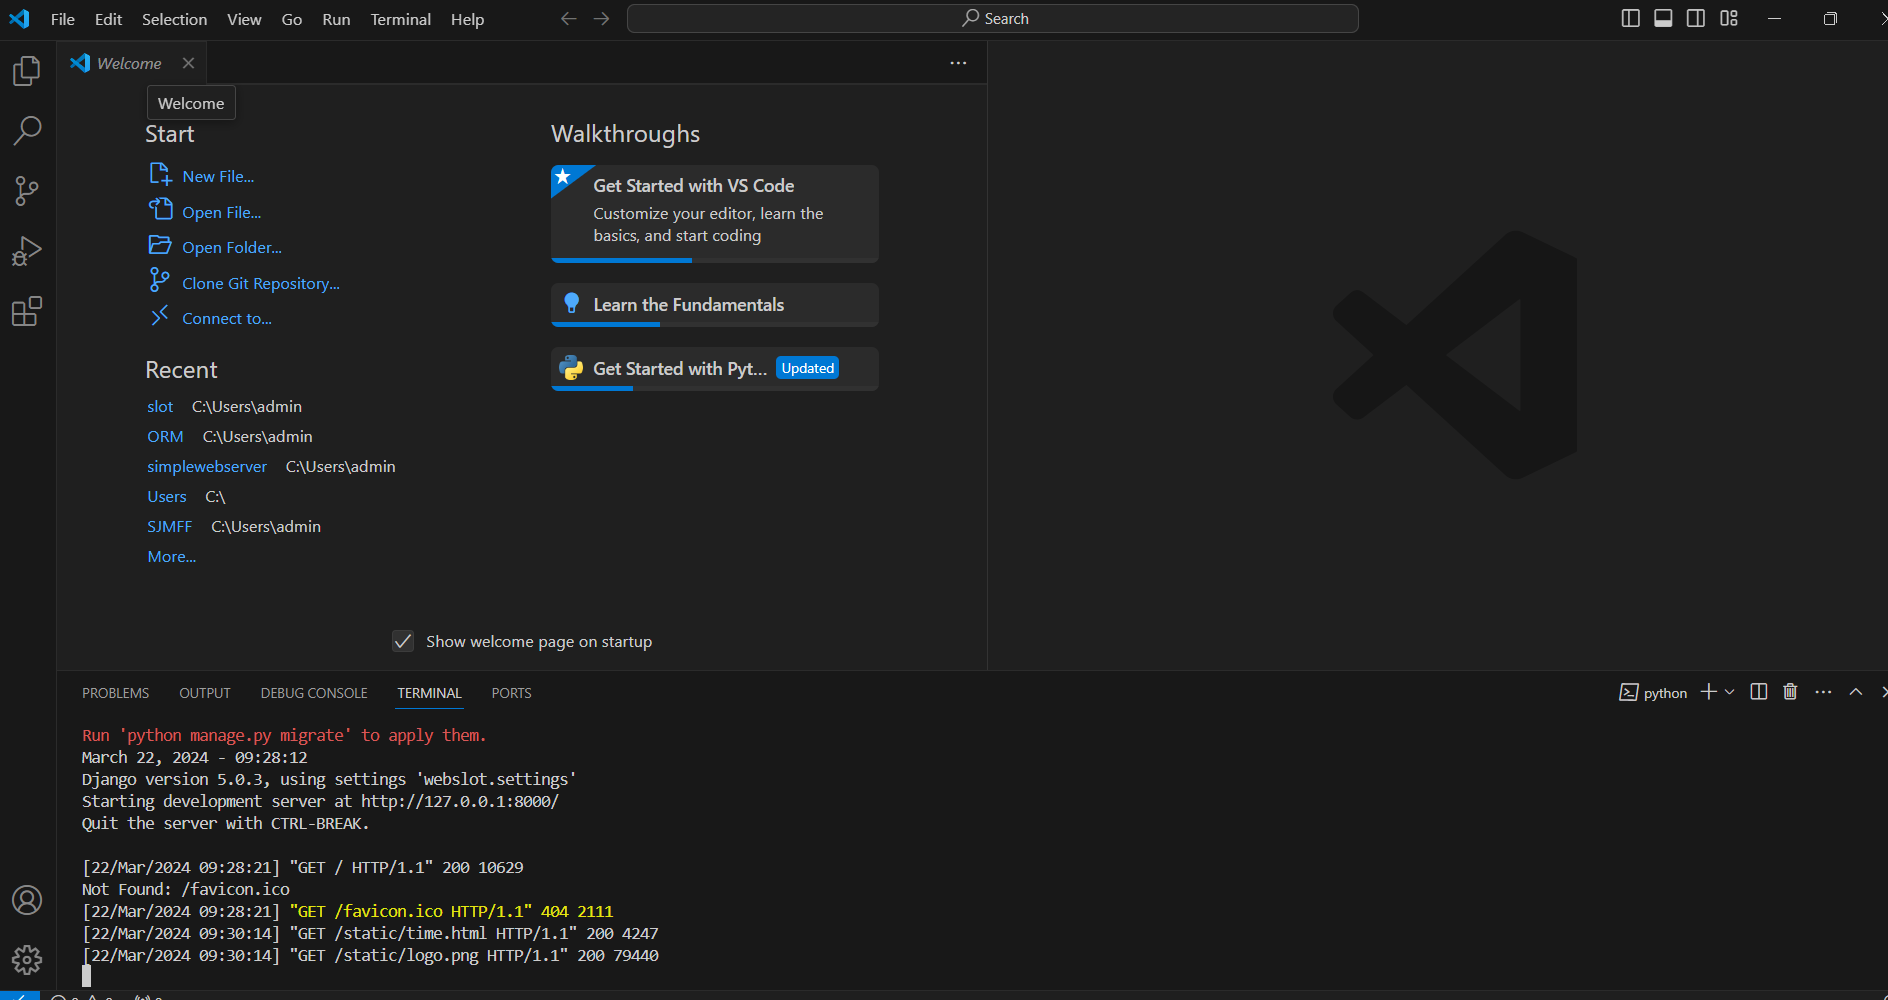 File Edit Selection View Go Run Terminal Help Search
Welcome
Welcome
Start
New File...
Open File...
Open Folder...
Clone Git Repository...
Connect to...
Recent
slot C:\Users\admin
ORM C:\Users\admin
simplewebserver C:\Users\admin
Users C:\
SJMFF C:\Users\admin
More...
Walkthroughs
Get Started with VS Code
Customize your editor, learn the
basics, and start coding
Learn the Fundamentals
Get Started with Pyt... Updated
Show welcome page on startup
PROBLEMS OUTPUT DEBUG CONSOLE TERMINAL PORTS python
Run 'python manage.py migrate' to apply them.
March 22, 2024 - 09:28:12
Django version 5.0.3, using settings 'webslot.settings'
Starting development server at http://127.0.0.1:8000/
Quit the server with CTRL-BREAK.
[22/Mar/2024 09:28:21] "GET / HTTP/1.1" 200 10629
Not Found: /favicon.ico
[22/Mar/2024 09:28:21] "GET /favicon.ico HTTP/1.1" 404 2111
[22/Mar/2024 09:30:14] "GET /static/time.html HTTP/1.1" 200 4247
[22/Mar/2024 09:30:14] "GET /static/logo.png HTTP/1.1" 200 79440